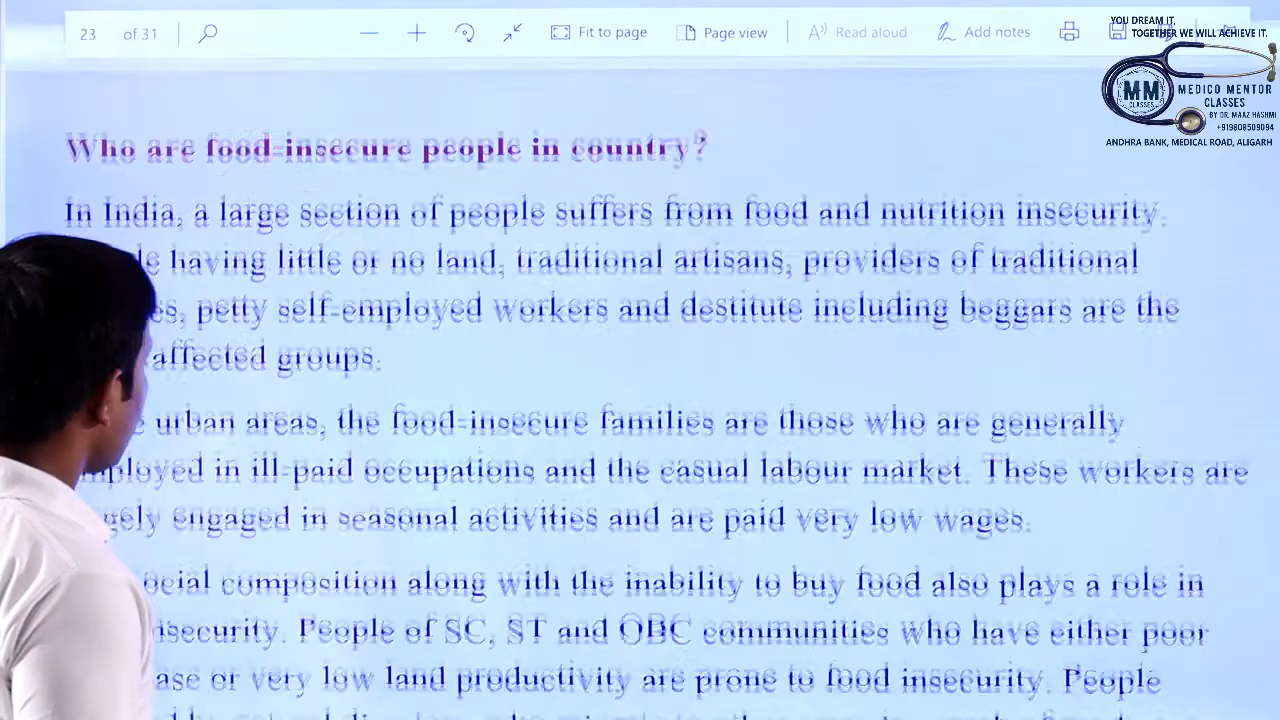 23 of 31 Fit to page Page view Read aloud Add notes
YOU DREAM IT.
TOGETHER WE WILL ACHIEVE IT.
MM
CLASSES
MEDICO MENTOR
CLASSES
BY DR. MAAZ HASHMI
+919808509094
ANDHRA BANK, MEDICAL ROAD, ALIGARH
Who are food-insecure people in country?
In India, a large section of people suffers from food and nutrition insecurity.
having little or no land, traditional artisans, providers of traditional
petty self-employed workers and destitute including beggars are the
affected groups.
urban areas, the food-insecure families are those who are generally
in ill-paid occupations and the casual labour market. These workers are
engaged in seasonal activities and are paid very low wages.
composition along with the inability to buy food also plays a role in
People of SC, ST and OBC communities who have either poor
or very low land productivity are prone to food insecurity. People